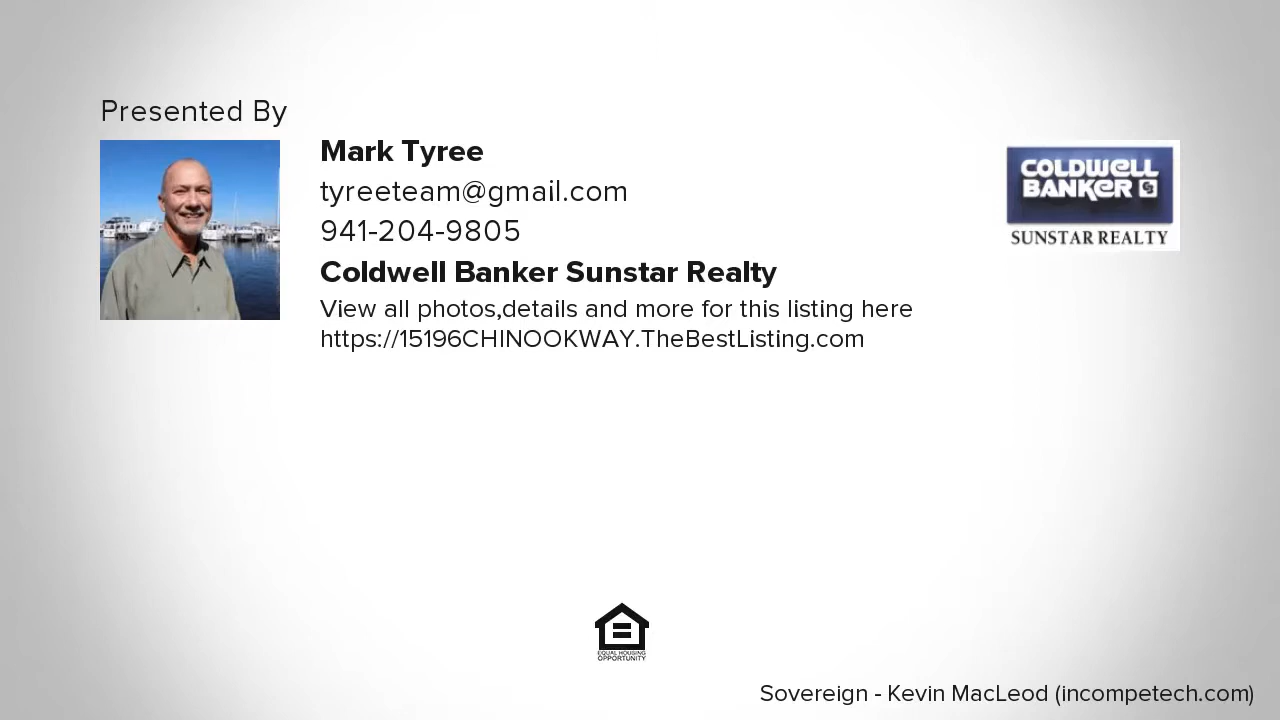 Presented By
Mark Tyree
tyreeteam@gmail.com
941-204-9805
Coldwell Banker Sunstar Realty
View all photos,details and more for this listing here
https://15196CHINOOKWAY.TheBestListing.com
COLDWELL
BANKER
SUNSTAR REALTY
EQUAL HOUSING
OPPORTUNITY
Sovereign - Kevin MacLeod (incompetech.com)